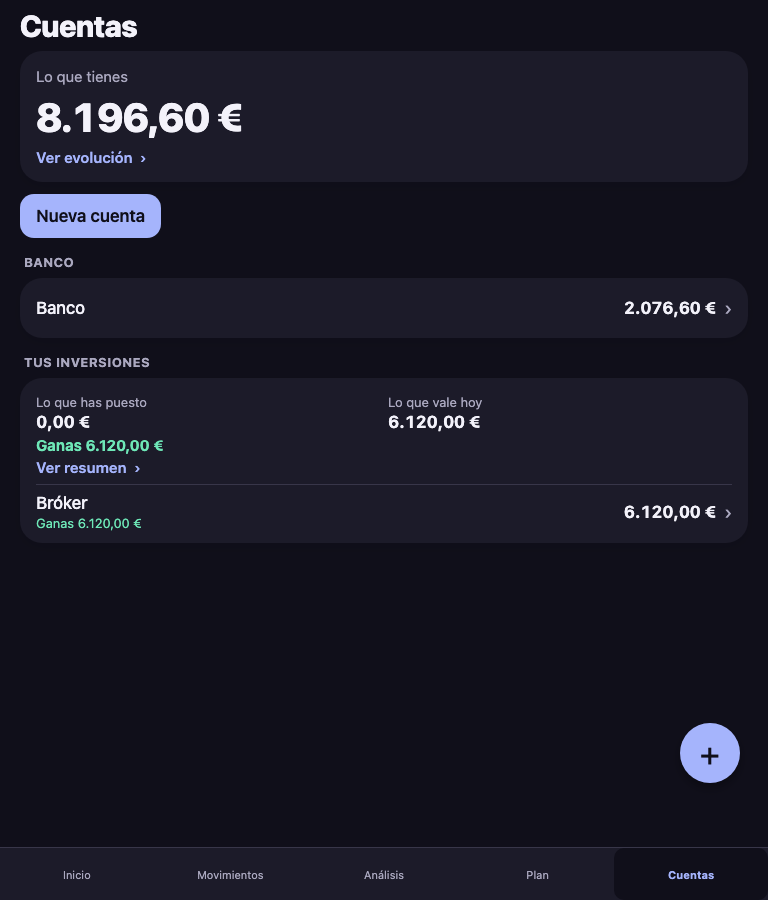 Cuentas
Lo que tienes
8.196,60 €
Ver evolución ›
Nueva cuenta
BANCO
Banco
2.076,60 € ›
TUS INVERSIONES
Lo que has puesto
Lo que vale hoy
0,00 €
6.120,00 €
Ganas 6.120,00 €
Ver resumen ›
Bróker
Ganas 6.120,00 €
6.120,00 € ›
+
Inicio
Movimientos
Análisis
Plan
Cuentas